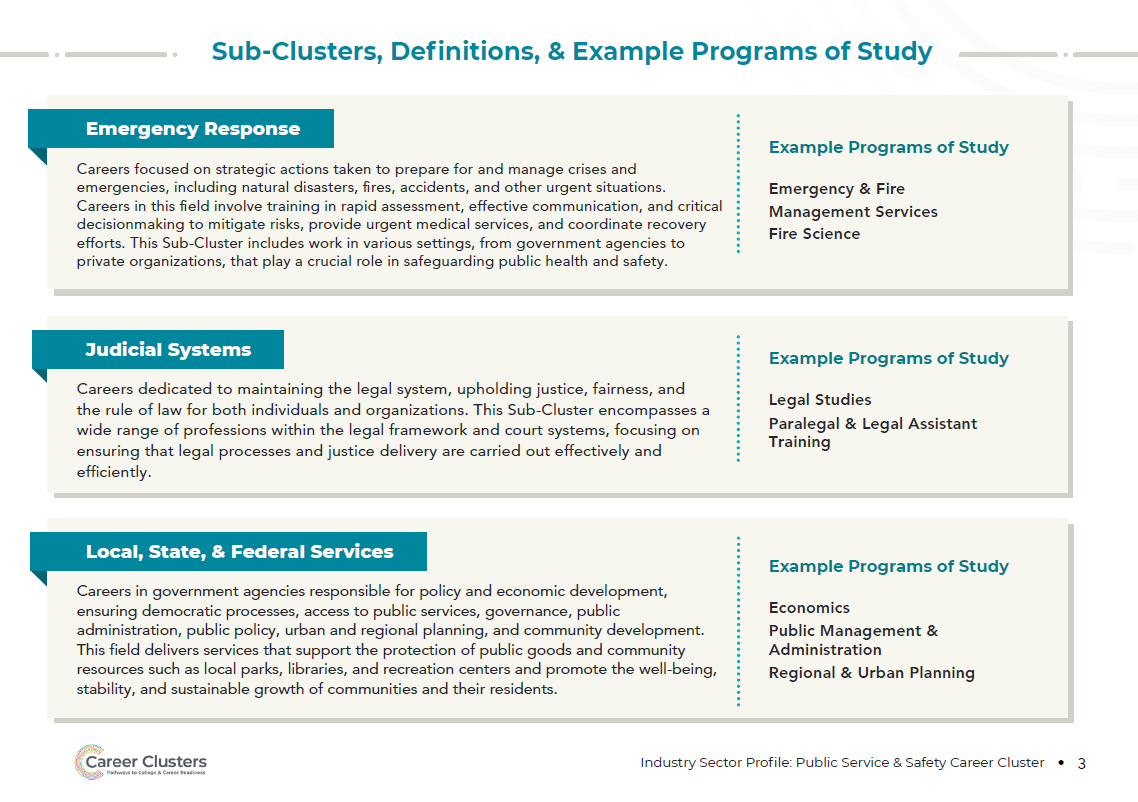 Sub-Clusters, Definitions, & Example Programs of Study
Emergency Response
Careers focused on strategic actions taken to prepare for and manage crises and
emergencies, including natural disasters, fires, accidents, and other urgent situations.
Careers in this field involve training in rapid assessment, effective communication, and critical
decisionmaking to mitigate risks, provide urgent medical services, and coordinate recovery
efforts. This Sub-Cluster includes work in various settings, from government agencies to
private organizations, that play a crucial role in safeguarding public health and safety.
Example Programs of Study
Emergency & Fire
Management Services
Fire Science
Judicial Systems
Careers dedicated to maintaining the legal system, upholding justice, fairness, and
the rule of law for both individuals and organizations. This Sub-Cluster encompasses a
wide range of professions within the legal framework and court systems, focusing on
ensuring that legal processes and justice delivery are carried out effectively and
efficiently.
Example Programs of Study
Legal Studies
Paralegal & Legal Assistant
Training
Local, State, & Federal Services
Careers in government agencies responsible for policy and economic development,
ensuring democratic processes, access to public services, governance, public
administration, public policy, urban and regional planning, and community development.
This field delivers services that support the protection of public goods and community
resources such as local parks, libraries, and recreation centers and promote the well-being,
stability, and sustainable growth of communities and their residents.
Example Programs of Study
Economics
Public Management &
Administration
Regional & Urban Planning
Career Clusters
Pathways to College & Career Readiness
Industry Sector Profile: Public Service & Safety Career Cluster • 3